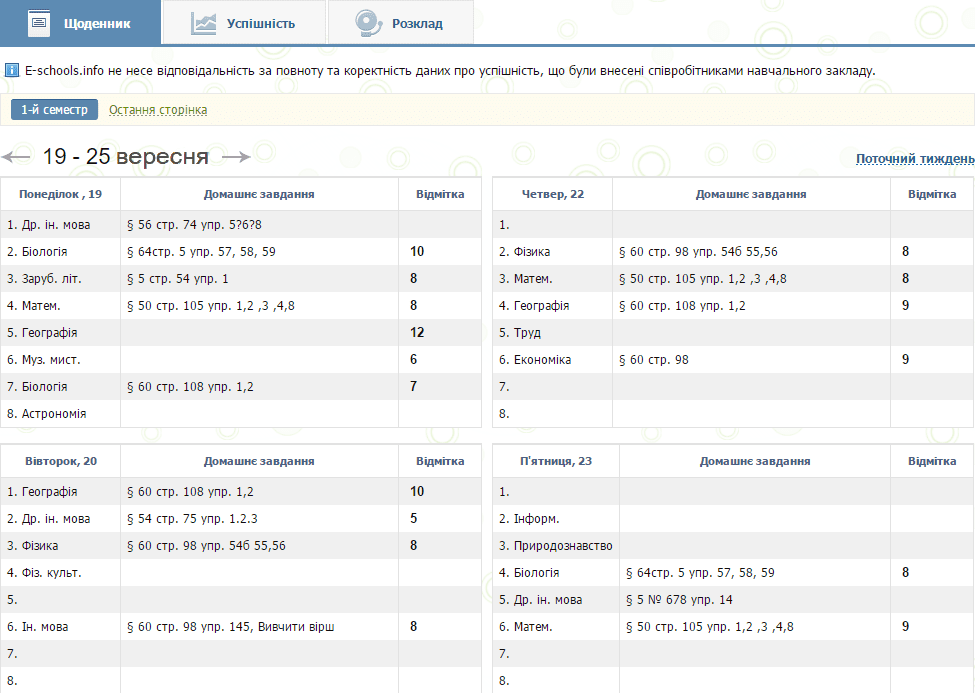 Щоденник Успішність Розклад
E-schools.info не несе відповідальність за повноту та коректність даних про успішність, що були внесені співробітниками навчального закладу.
1-й семестр Остання сторінка
19 - 25 вересня
Поточний тиждень
Понеділок , 19 Домашнє завдання Відмітка
1. Др. ін. мова § 56 стр. 74 упр. 5?6?8
2. Біологія § 64стр. 5 упр. 57, 58, 59 10
3. Заруб. літ. § 5 стр. 54 упр. 1 8
4. Матем. § 50 стр. 105 упр. 1,2 ,3 ,4,8 8
5. Географія 12
6. Муз. мист. 6
7. Біологія § 60 стр. 108 упр. 1,2 7
8. Астрономія
Четвер, 22 Домашнє завдання Відмітка
1.
2. Фізика § 60 стр. 98 упр. 54б 55,56 8
3. Матем. § 50 стр. 105 упр. 1,2 ,3 ,4,8 8
4. Географія § 60 стр. 108 упр. 1,2 9
5. Труд
6. Економіка § 60 стр. 98 9
7.
8.
Вівторок, 20 Домашнє завдання Відмітка
1. Географія § 60 стр. 108 упр. 1,2 10
2. Др. ін. мова § 54 стр. 75 упр. 1.2.3 5
3. Фізика § 60 стр. 98 упр. 54б 55,56 8
4. Фіз. культ.
5.
6. Ін. мова § 60 стр. 98 упр. 145, Вивчити вірш 8
7.
8.
П'ятниця, 23 Домашнє завдання Відмітка
1.
2. Інформ.
3. Природознавство
4. Біологія § 64стр. 5 упр. 57, 58, 59 8
5. Др. ін. мова § 5 № 678 упр. 14
6. Матем. § 50 стр. 105 упр. 1,2 ,3 ,4,8 9
7.
8.